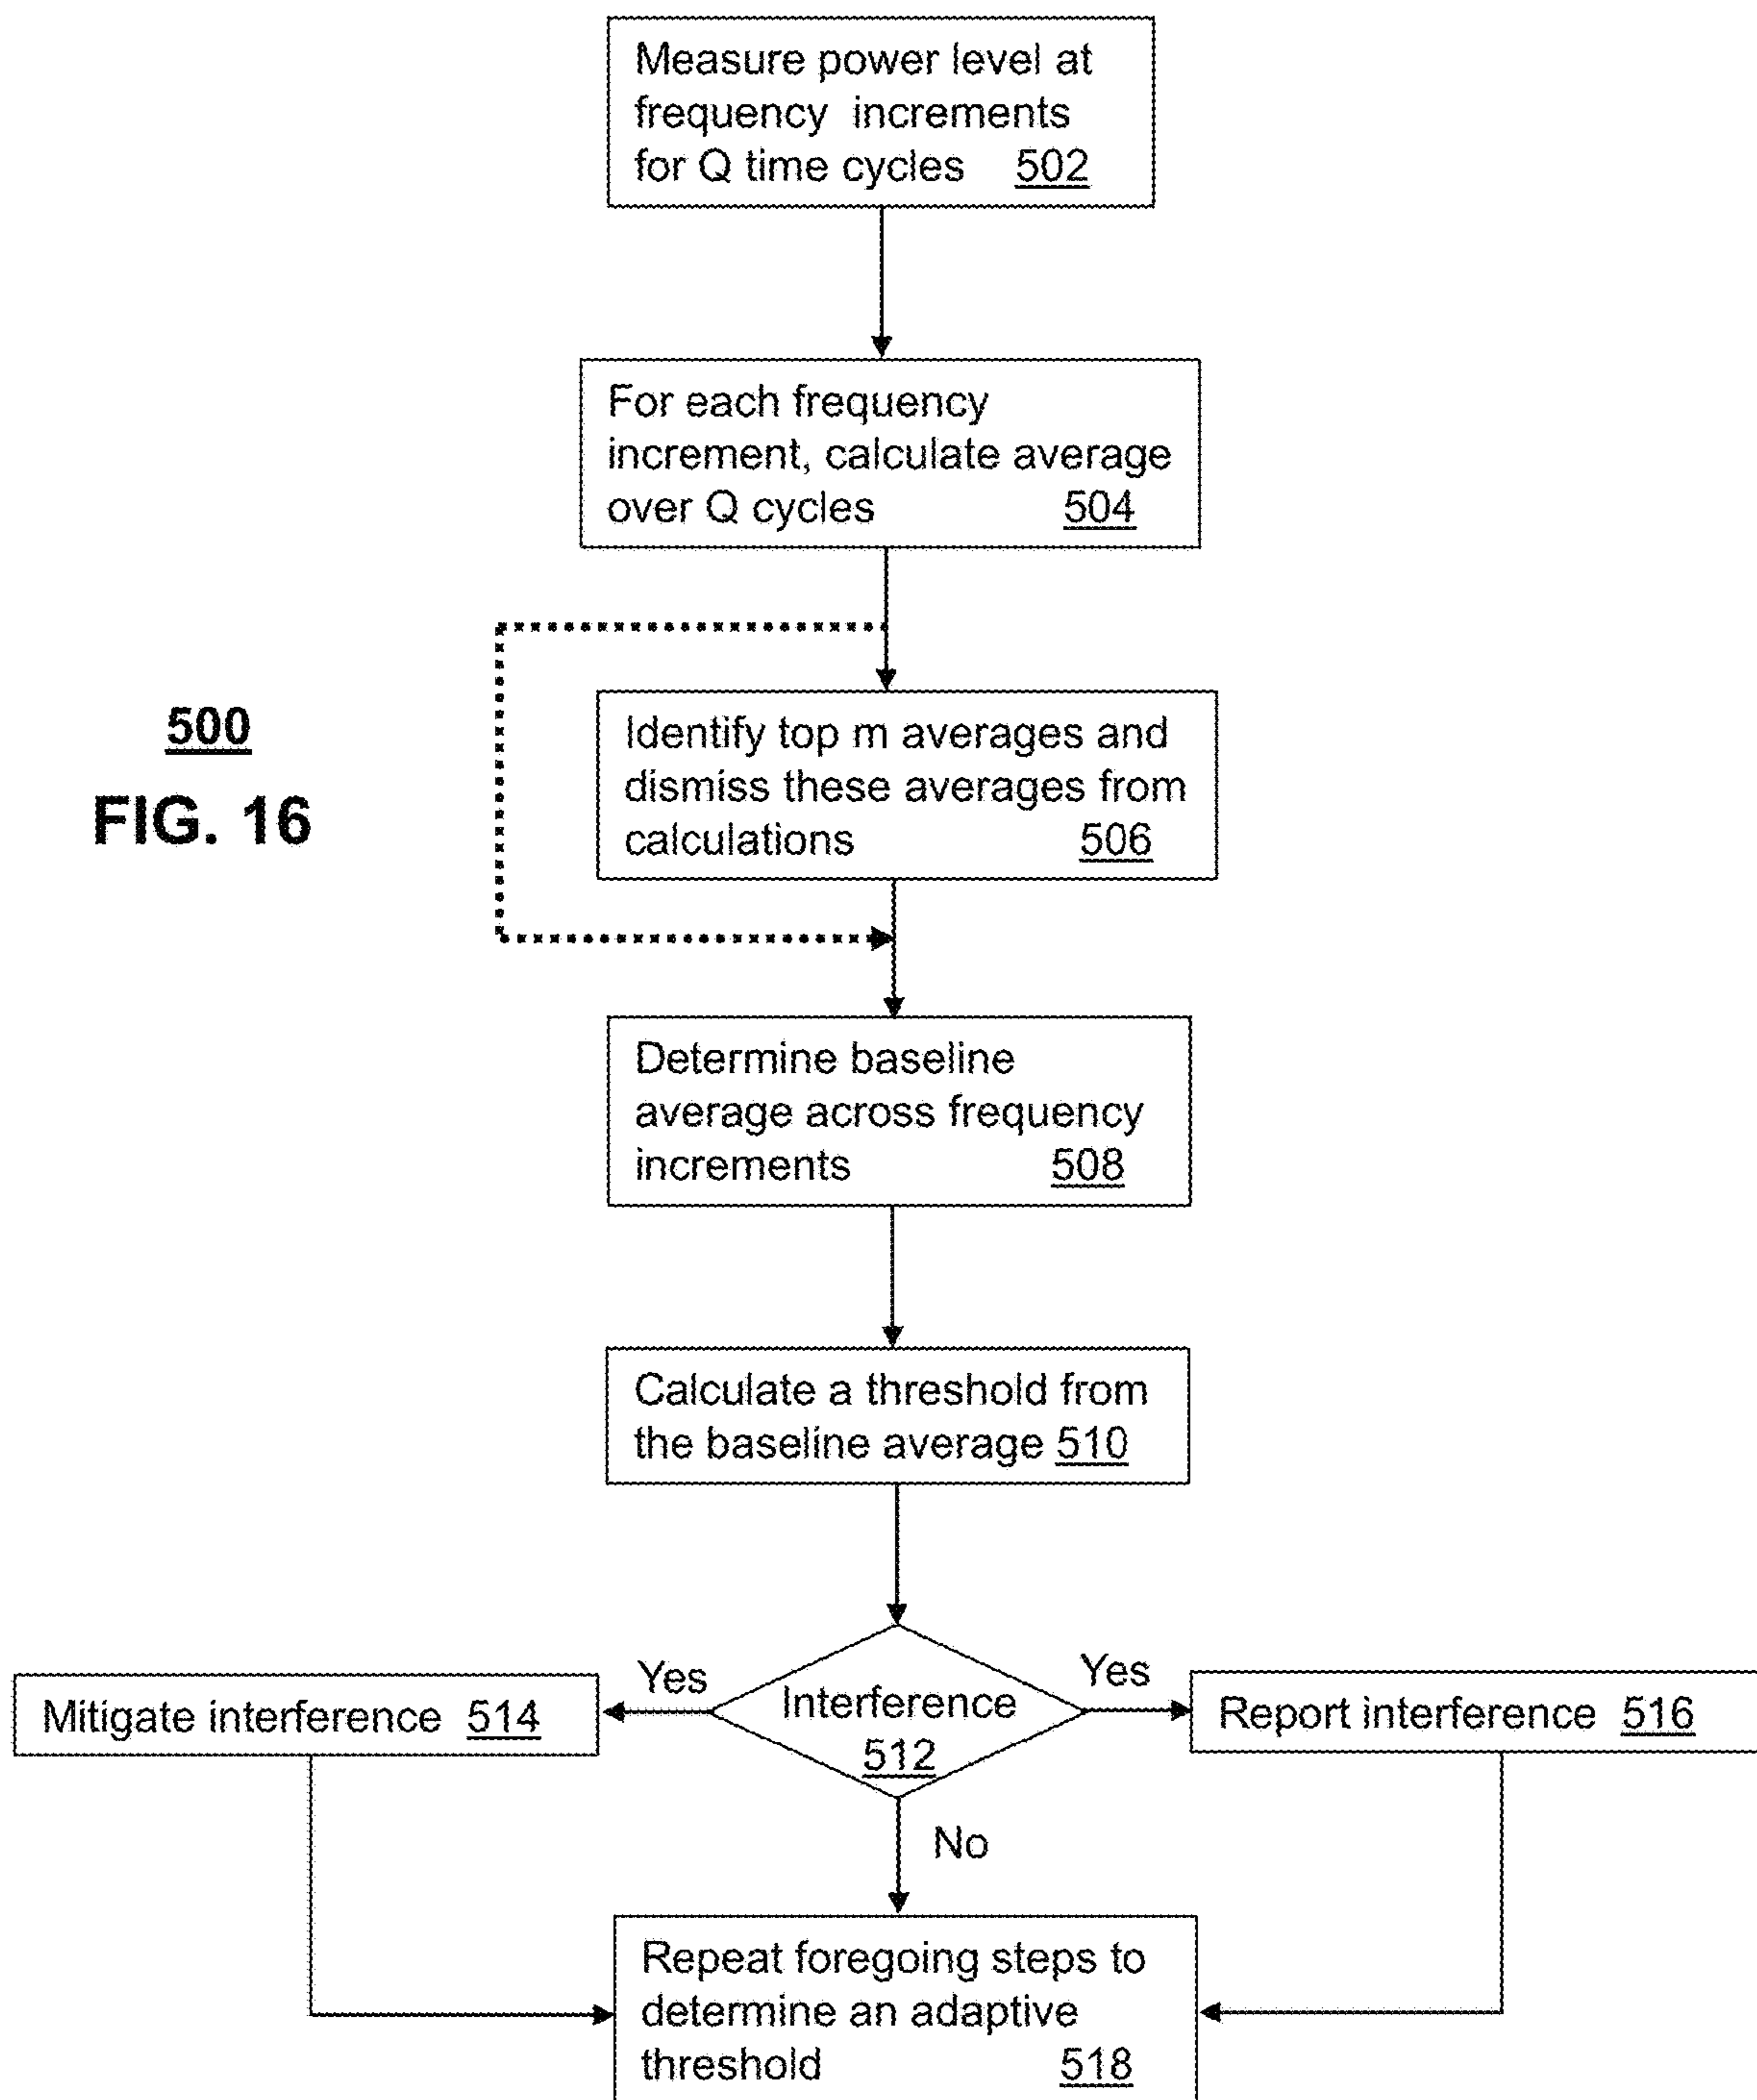 Measure power level at
frequency increments
for Q time cycles 502
For each frequency
increment, calculate average
over Q cycles 504
500
FIG. 16
Identify top m averages and
dismiss these averages from
calculations 506
Determine baseline
average across frequency
increments 508
Calculate a threshold from
the baseline average 510
Yes
Yes
Mitigate interference 514
Interference
512
Report interference 516
No
Repeat foregoing steps to
determine an adaptive
threshold 518